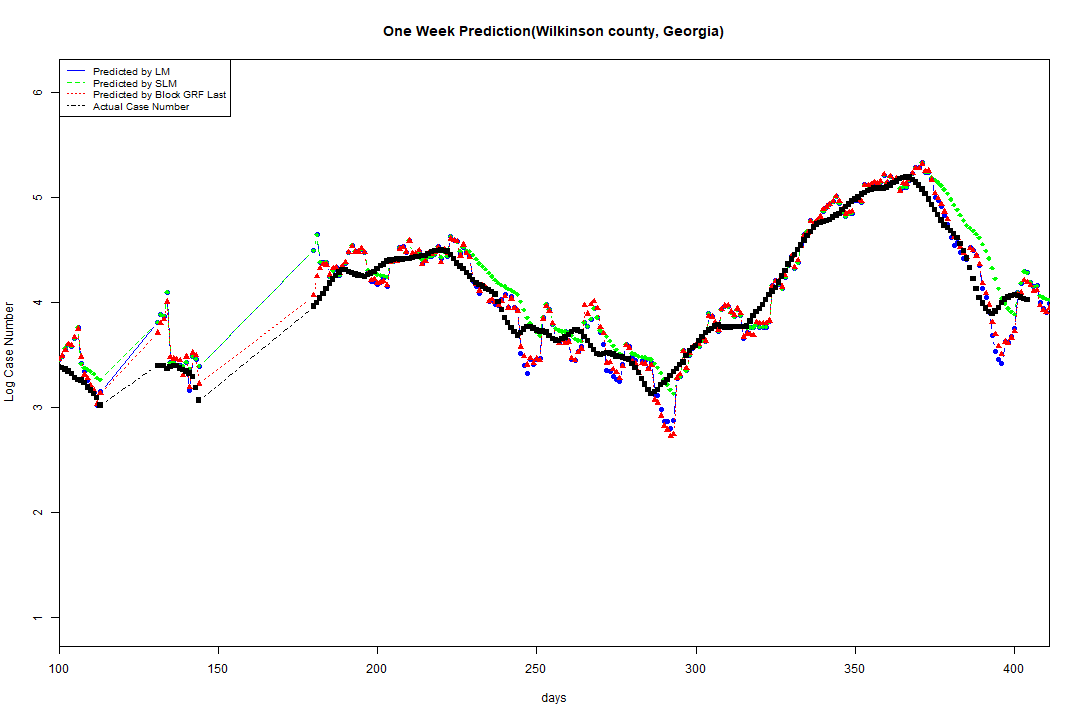 One Week Prediction(Wilkinson county, Georgia)
Predicted by LM
Predicted by SLM
Predicted by Block GRF Last
Actual Case Number
Log Case Number
6
5
4
3
2
1
100 150 200 250 300 350 400
days